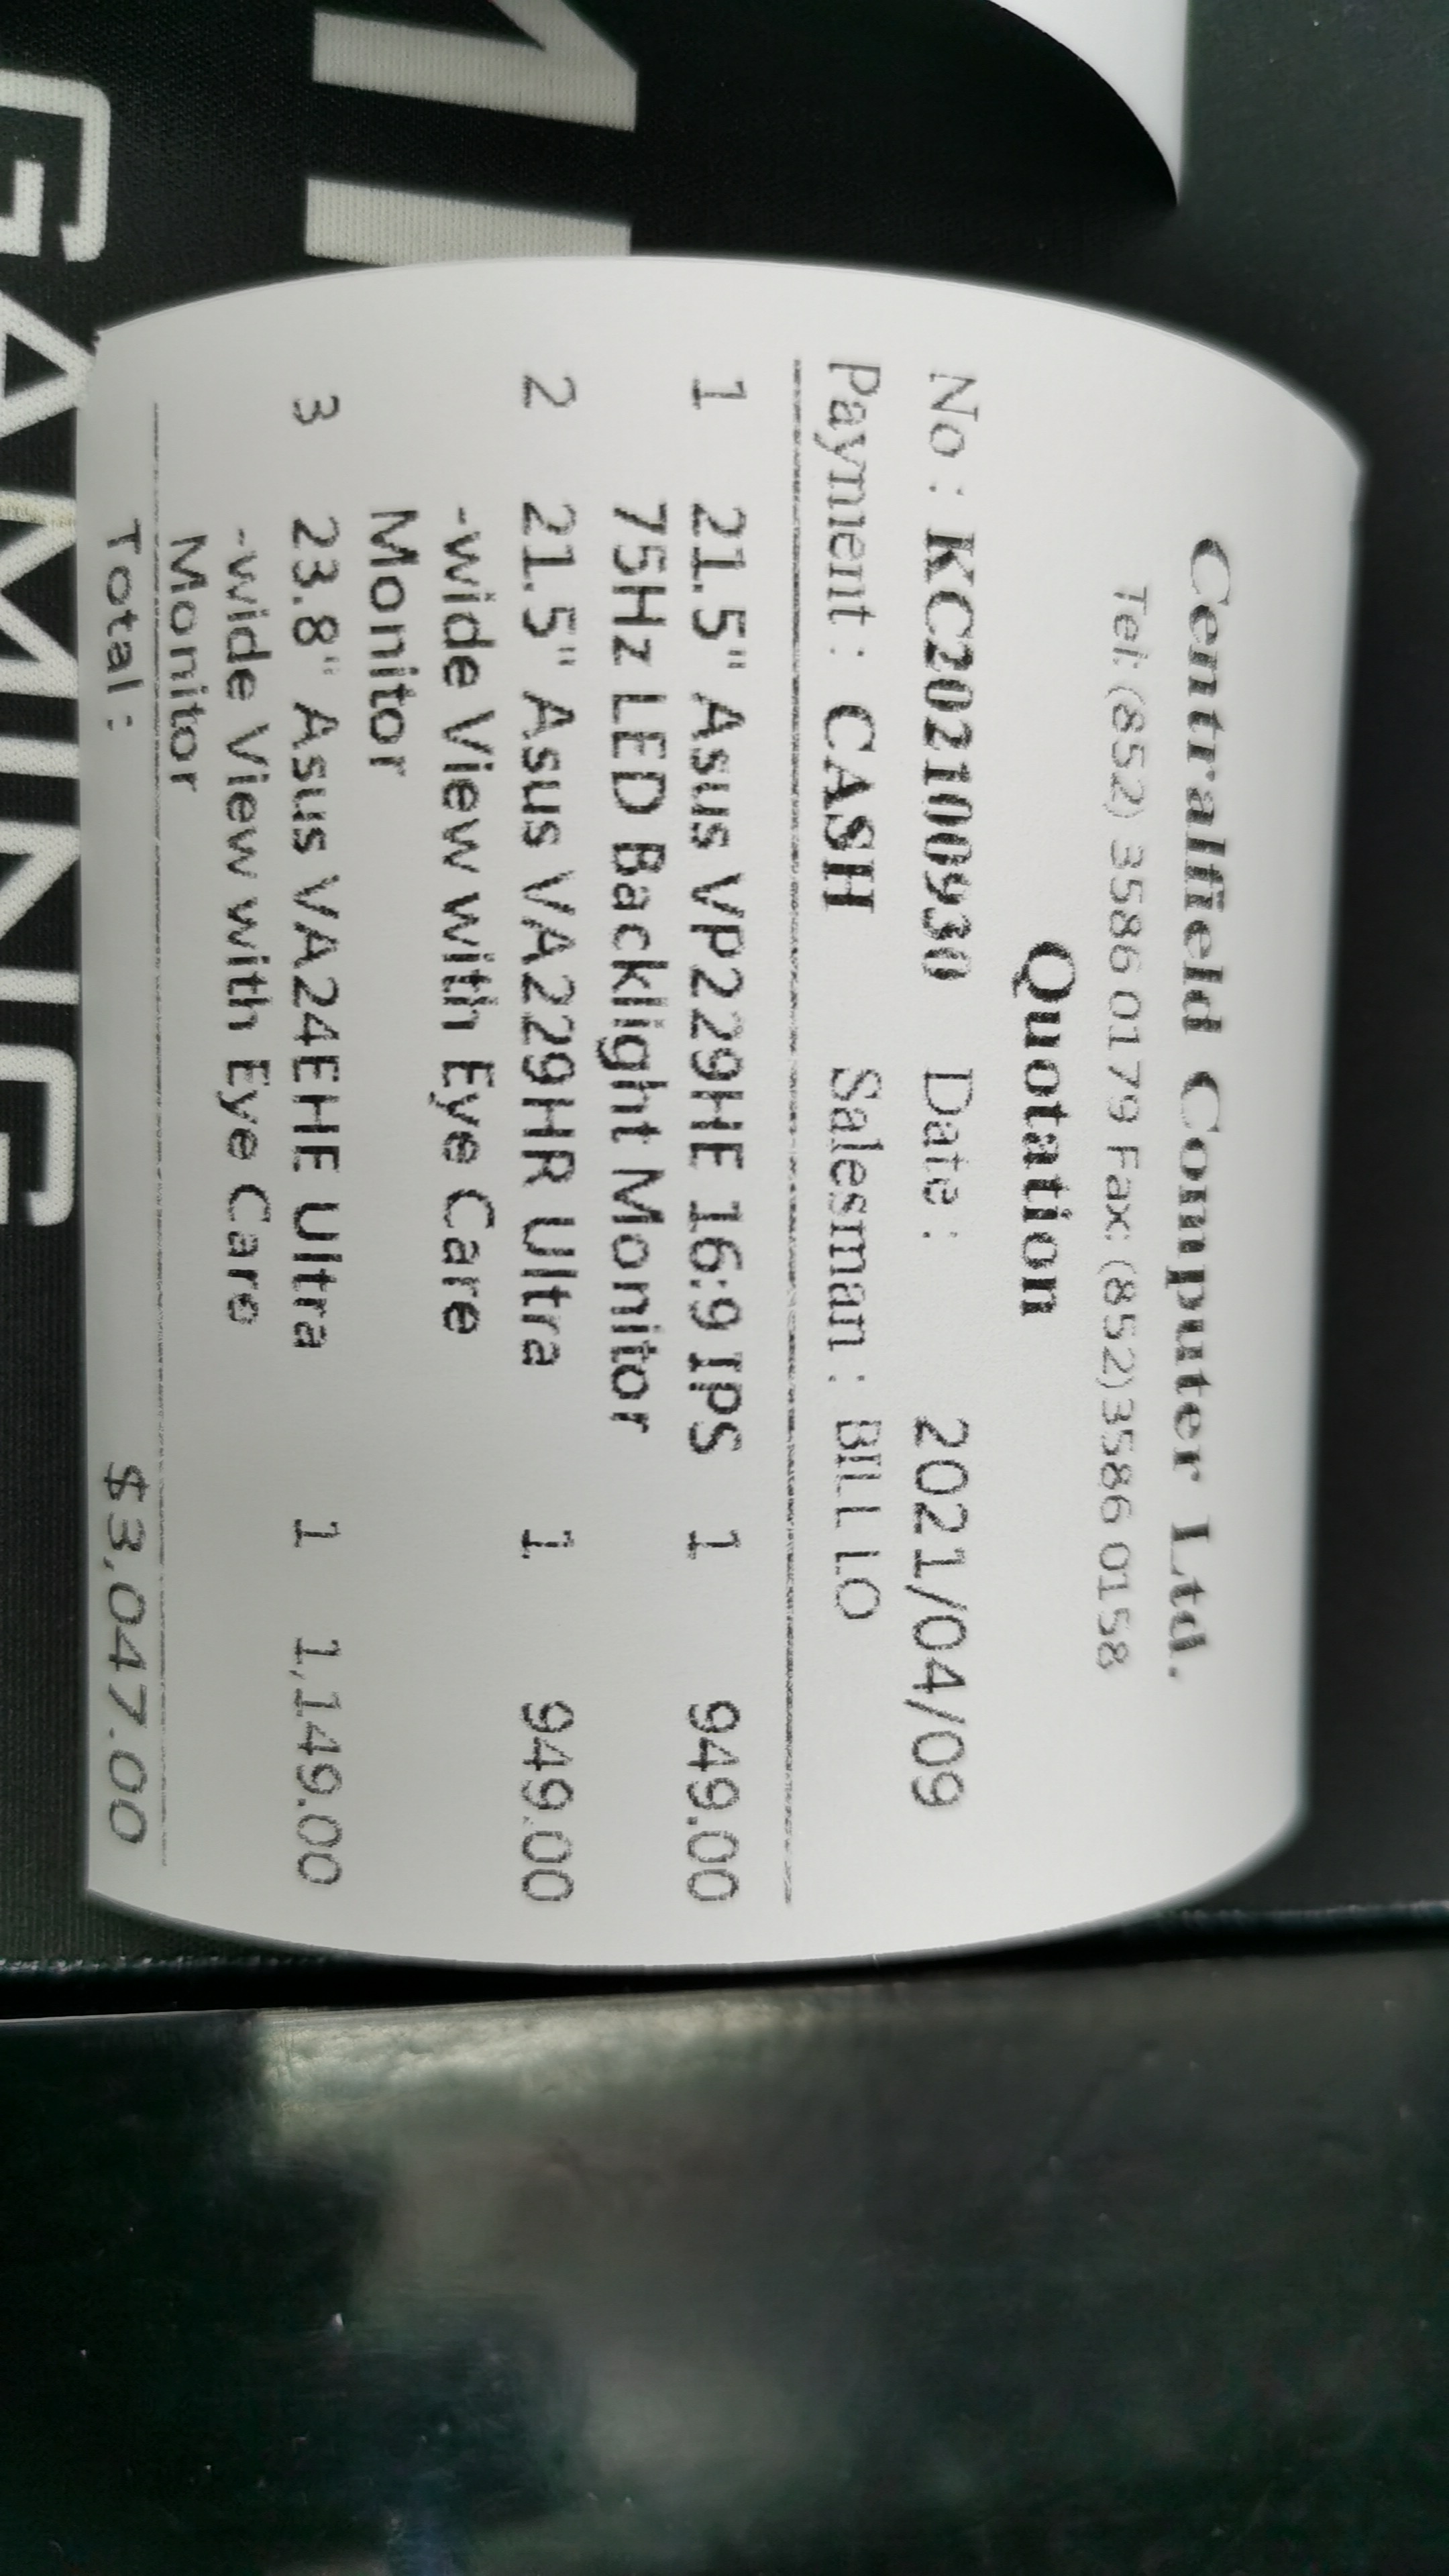 Centralfield Computer Ltd.
Tel: (852) 3586 0179 Fax: (852)3586 0158
Quotation
No : KC202100930 Date : 2021/04/09
Payment : CASH Salesman : BILL LO
1 21.5" Asus VP229HE 16:9 IPS 1 949.00
75Hz LED Backlight Monitor
2 21.5" Asus VA229HR Ultra 1 949.00
-wide View with Eye Care
Monitor
3 23.8" Asus VA24EHE Ultra 1 1,149.00
-wide View with Eye Care
Monitor
Total : $3,047.00
GAMING